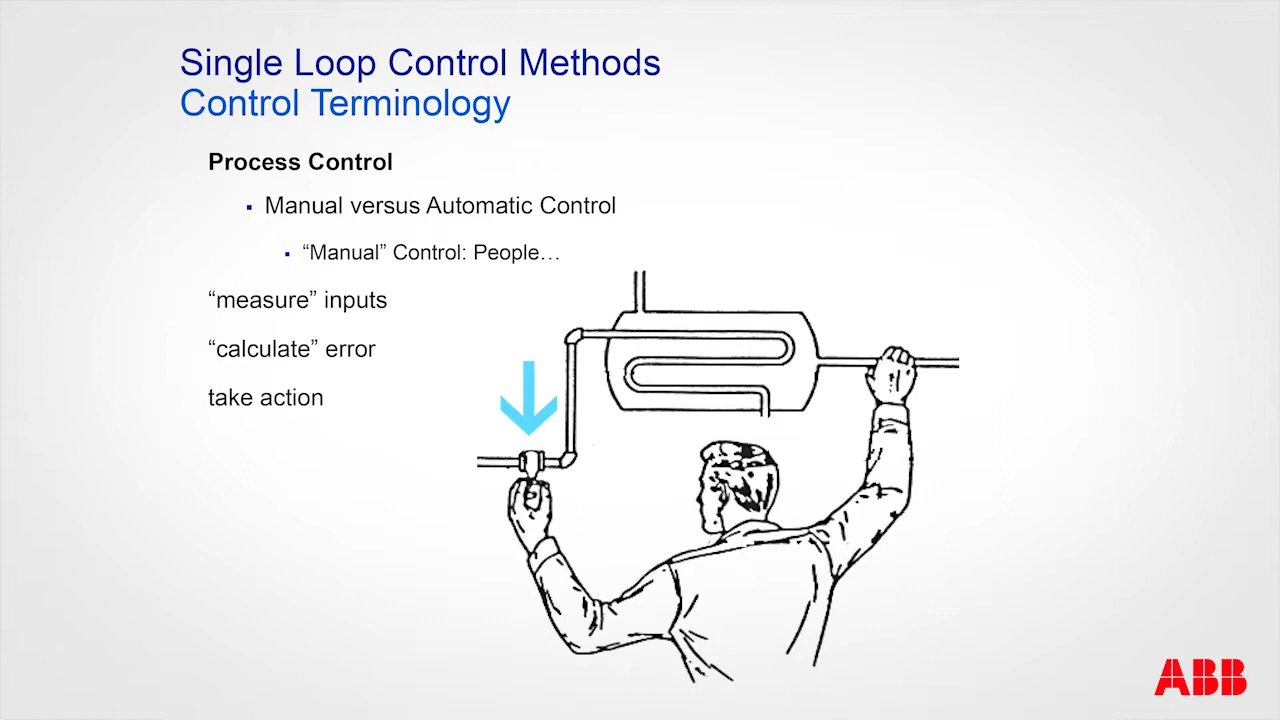 Single Loop Control Methods
Control Terminology
Process Control
▪ Manual versus Automatic Control
▪ “Manual” Control: People…
“measure” inputs
“calculate” error
take action
ABB